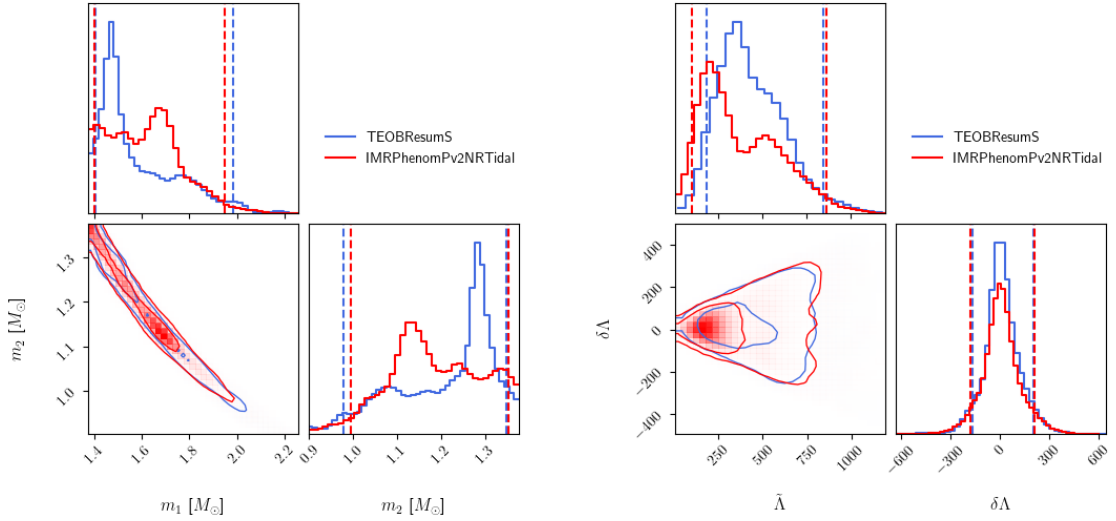 TEOBResumS
IMRPhenomPv2NRTidal
TEOBResumS
IMRPhenomPv2NRTidal
1.3
1.2
1.1
1.0
m₂ [M⊙]
1.4
1.6
1.8
2.0
2.2
m₁ [M⊙]
0.9
1.0
1.1
1.2
1.3
m₂ [M⊙]
400
200
0
−200
−400
δΛ
250
500
750
1000
Λ̃
−600
−300
0
300
600
δΛ